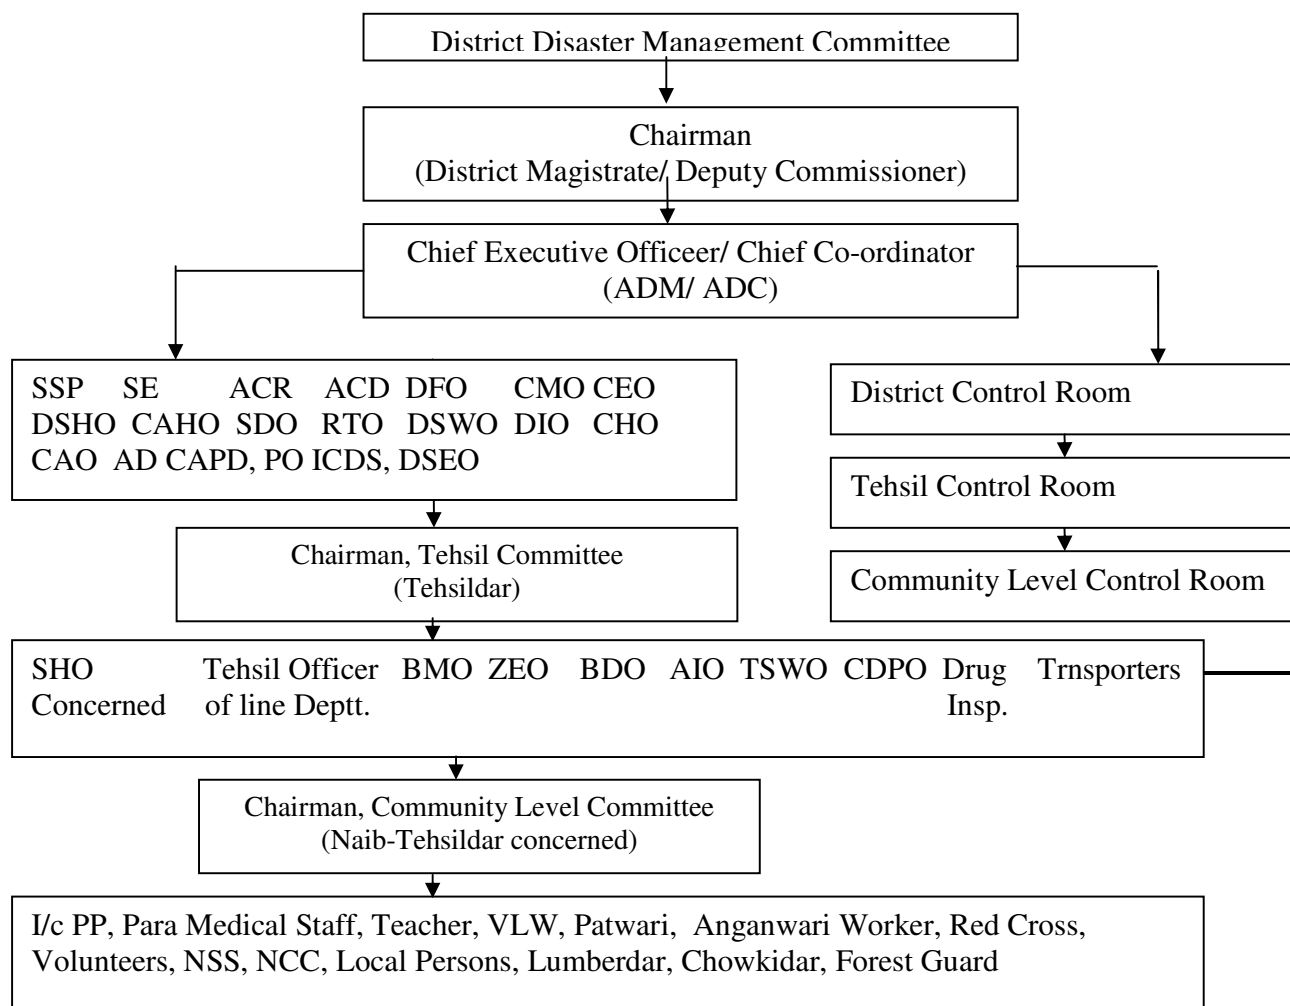 District Disaster Management Committee
Chairman
(District Magistrate/ Deputy Commissioner)
Chief Executive Officeer/ Chief Co-ordinator
(ADM/ ADC)
SSP SE ACR ACD DFO CMO CEO
DSHO CAHO SDO RTO DSWO DIO CHO
CAO AD CAPD, PO ICDS, DSEO
District Control Room
Tehsil Control Room
Community Level Control Room
Chairman, Tehsil Committee
(Tehsildar)
SHO Tehsil Officer BMO ZEO BDO AIO TSWO CDPO Drug Trnsporters
Concerned of line Deptt. Insp.
Chairman, Community Level Committee
(Naib-Tehsildar concerned)
I/c PP, Para Medical Staff, Teacher, VLW, Patwari, Anganwari Worker, Red Cross,
Volunteers, NSS, NCC, Local Persons, Lumberdar, Chowkidar, Forest Guard